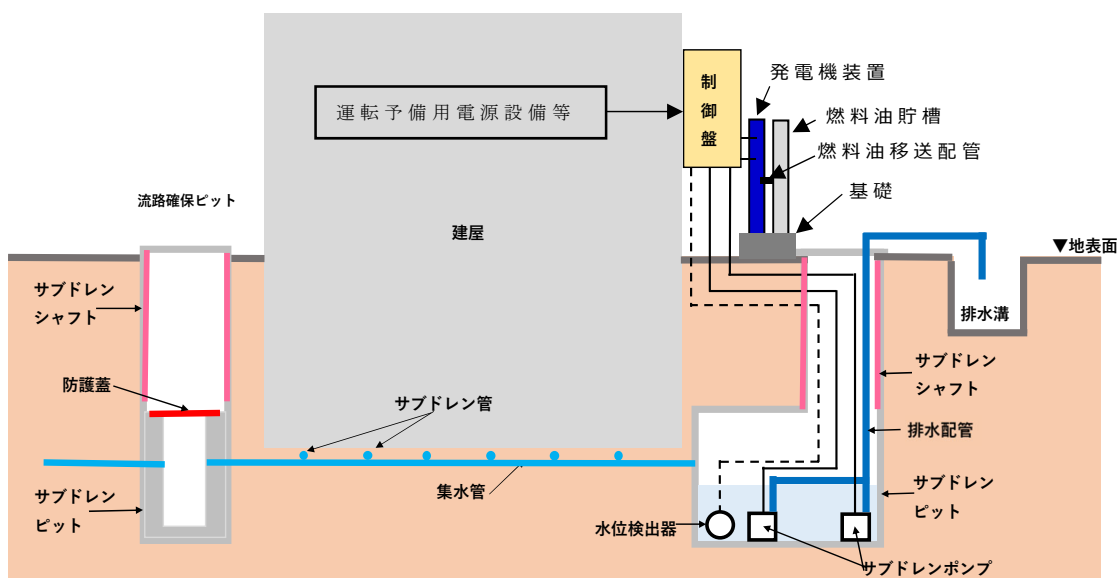 発電機装置
制
御
盤
運転予備用電源設備等
燃料油貯槽
燃料油移送配管
基礎
流路確保ピット
建屋
▼地表面
サブドレン
シャフト
排水溝
サブドレン
シャフト
防護蓋
サブドレン管
排水配管
集水管
サブドレン
ピット
サブドレン
ピット
水位検出器
サブドレンポンプ